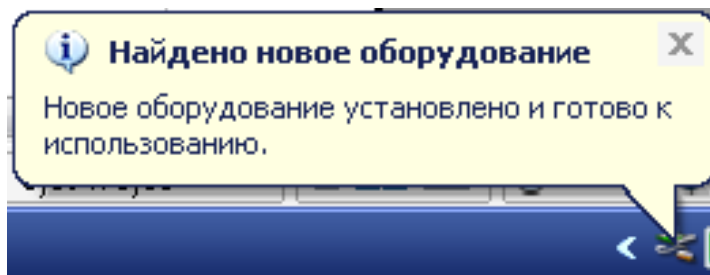 Найдено новое оборудование
Новое оборудование установлено и готово к
использованию.